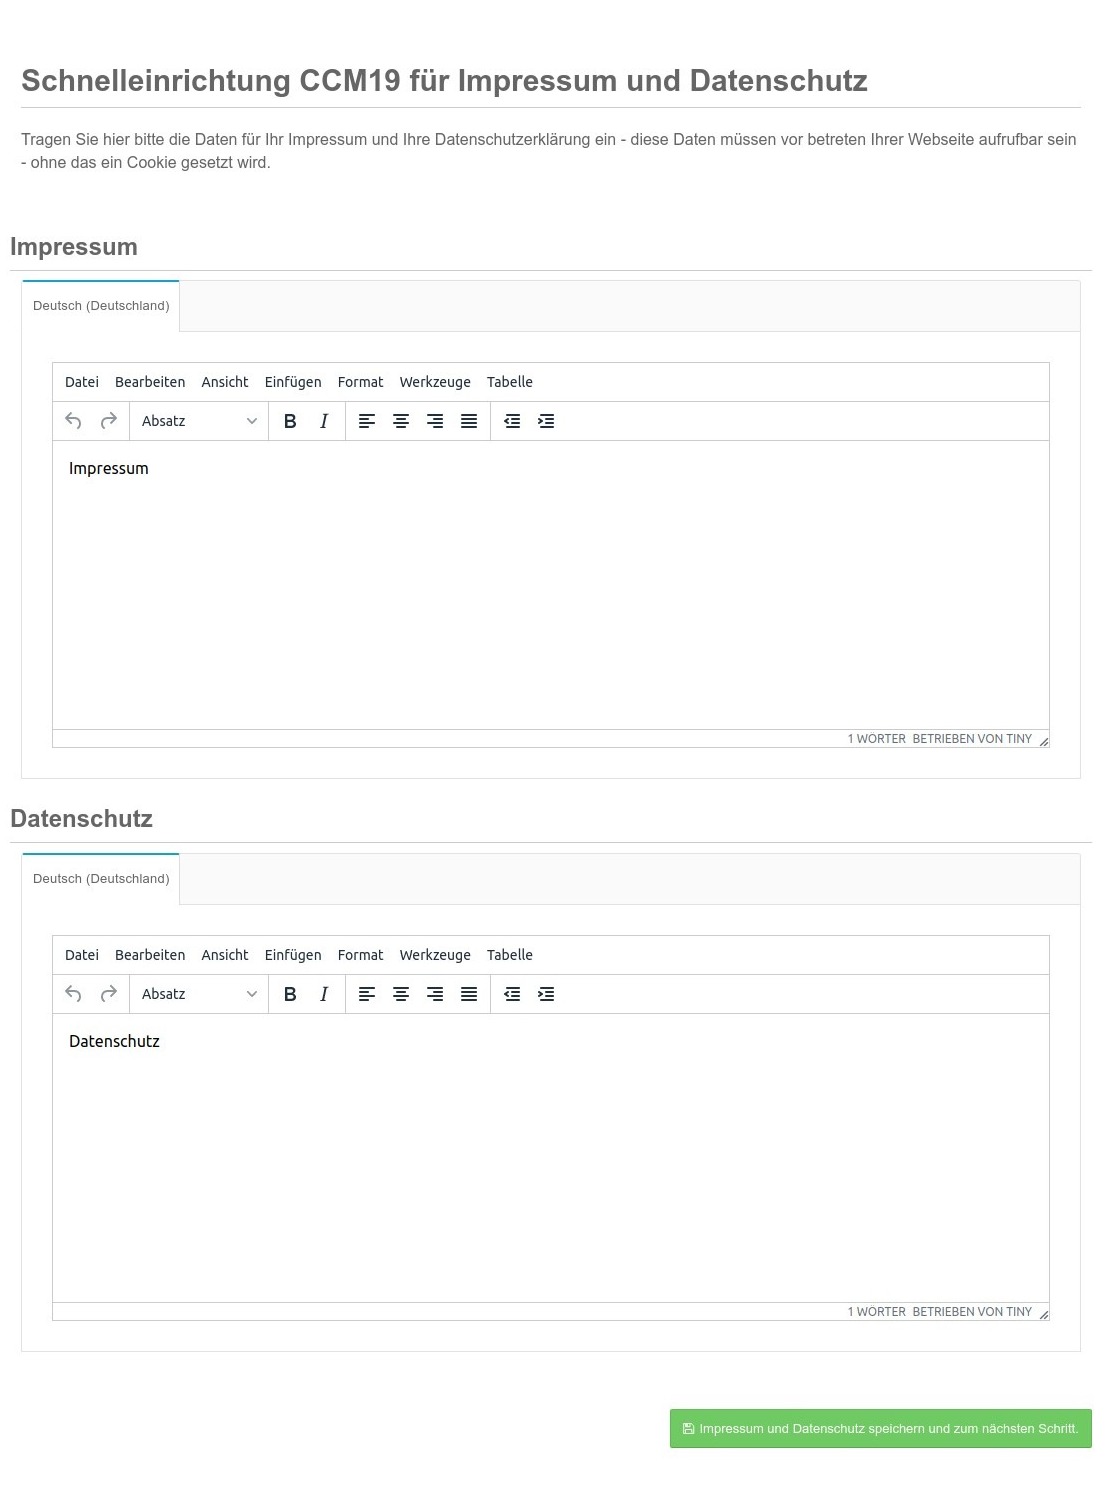 Schnelleinrichtung CCM19 für Impressum und Datenschutz
Tragen Sie hier bitte die Daten für Ihr Impressum und Ihre Datenschutzerklärung ein - diese Daten müssen vor betreten Ihrer Webseite aufrufbar sein
- ohne das ein Cookie gesetzt wird.
Impressum
Deutsch (Deutschland)
Datei Bearbeiten Ansicht Einfügen Format Werkzeuge Tabelle
Absatz B I
Impressum
1 WÖRTER BETRIEBEN VON TINY
Datenschutz
Deutsch (Deutschland)
Datei Bearbeiten Ansicht Einfügen Format Werkzeuge Tabelle
Absatz B I
Datenschutz
1 WÖRTER BETRIEBEN VON TINY
Impressum und Datenschutz speichern und zum nächsten Schritt.